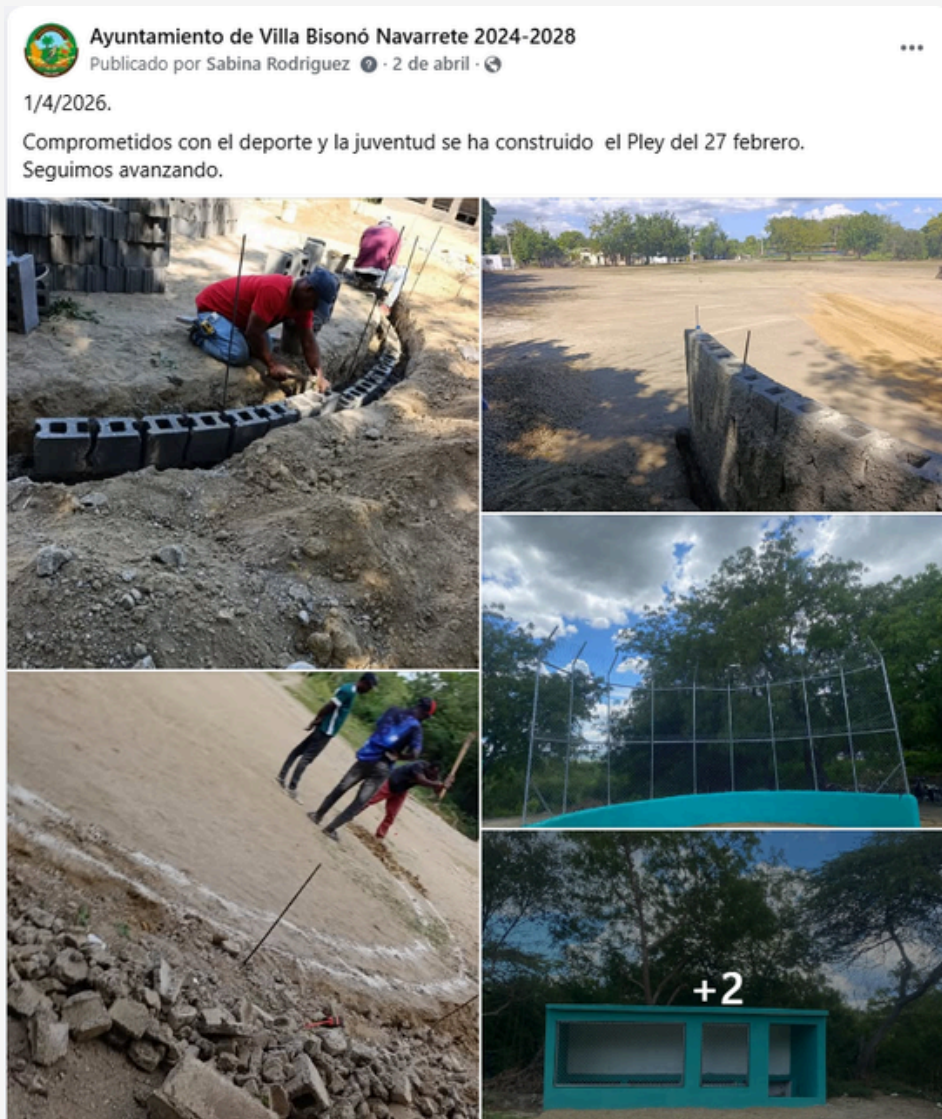 Ayuntamiento de Villa Bisonó Navarrete 2024-2028
Publicado por Sabina Rodriguez ? · 2 de abril ·
1/4/2026.
Comprometidos con el deporte y la juventud se ha construido el Pley del 27 febrero.
Seguimos avanzando.
+2